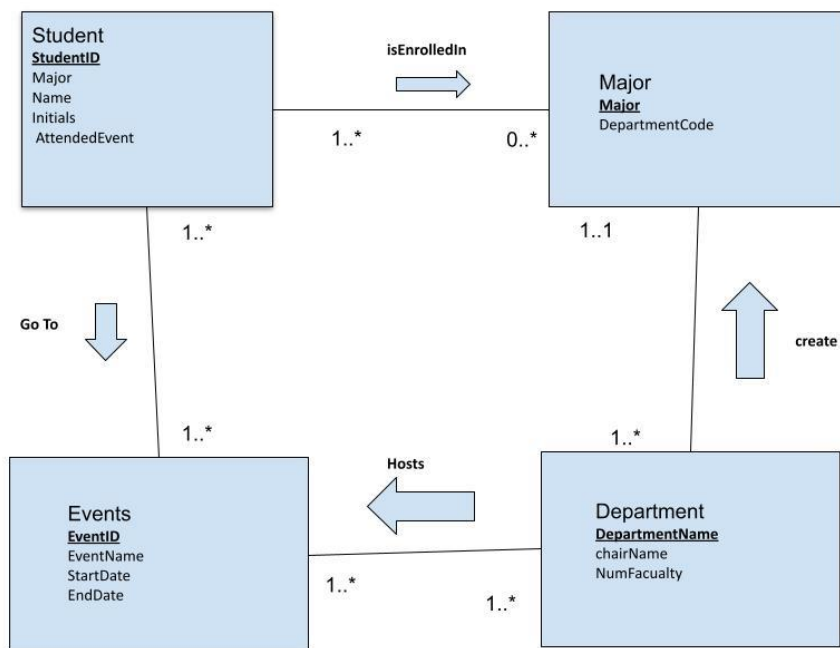 Student
StudentID
Major
Name
Initials
AttendedEvent
isEnrolledIn
1..*
0..*
Major
Major
DepartmentCode
1..*
1..1
Go To
create
1..*
1..*
Hosts
Events
EventID
EventName
StartDate
EndDate
1..*
1..*
Department
DepartmentName
chairName
NumFacualty